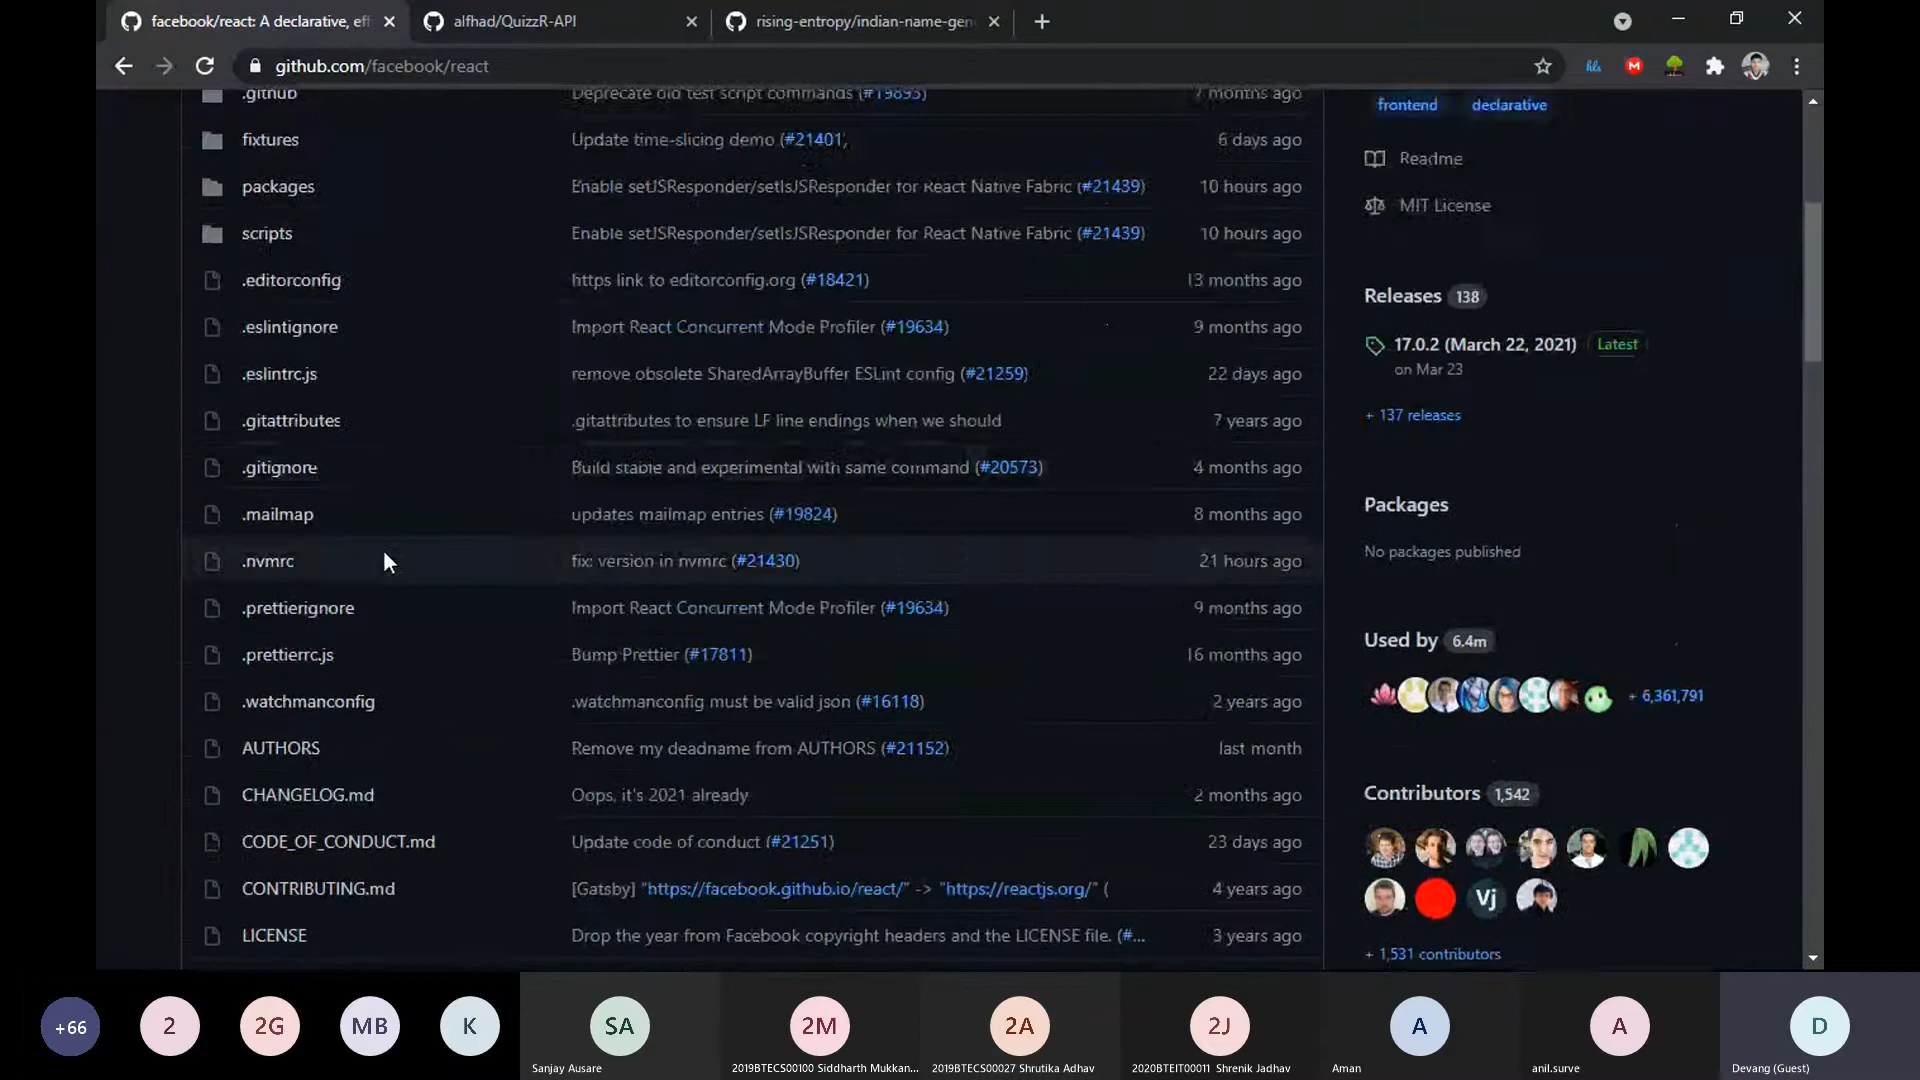 facebook/react: A declarative, eff
alfhad/QuizzR-API
rising-entropy/indian-name-gen
github.com/facebook/react
.github Deprecate old test script commands (#19893) 7 months ago
fixtures Update time-slicing demo (#21401) 6 days ago
packages Enable setJSResponder/setIsJSResponder for React Native Fabric (#21439) 10 hours ago
scripts Enable setJSResponder/setIsJSResponder for React Native Fabric (#21439) 10 hours ago
.editorconfig https link to editorconfig.org (#18421) 13 months ago
.eslintignore Import React Concurrent Mode Profiler (#19634) 9 months ago
.eslintrc.js remove obsolete SharedArrayBuffer ESLint config (#21259) 22 days ago
.gitattributes .gitattributes to ensure LF line endings when we should 7 years ago
.gitignore Build stable and experimental with same command (#20573) 4 months ago
.mailmap updates mailmap entries (#19824) 8 months ago
.nvmrc fix: version in nvmrc (#21430) 21 hours ago
.prettierignore Import React Concurrent Mode Profiler (#19634) 9 months ago
.prettierrc.js Bump Prettier (#17811) 16 months ago
.watchmanconfig .watchmanconfig must be valid json (#16118) 2 years ago
AUTHORS Remove my deadname from AUTHORS (#21152) last month
CHANGELOG.md Oops, it's 2021 already 2 months ago
CODE_OF_CONDUCT.md Update code of conduct (#21251) 23 days ago
CONTRIBUTING.md [Gatsby] "https://facebook.github.io/react/" -> "https://reactjs.org/" ( 4 years ago
LICENSE Drop the year from Facebook copyright headers and the LICENSE file. (#... 3 years ago
frontend declarative
Readme
MIT License
Releases 138
17.0.2 (March 22, 2021) Latest
on Mar 23
+ 137 releases
Packages
No packages published
Used by 6.4m
+ 6,361,791
Contributors 1,542
Vj
+ 1,531 contributors
+66
2
2G
MB
K
SA
Sanjay Ausare
2M
2019BTECS00100 Siddharth Mukkan...
2A
2019BTECS00027 Shrutika Adhav
2J
2020BTEIT00011 Shrenik Jadhav
A
Aman
A
anil.surve
D
Devang (Guest)